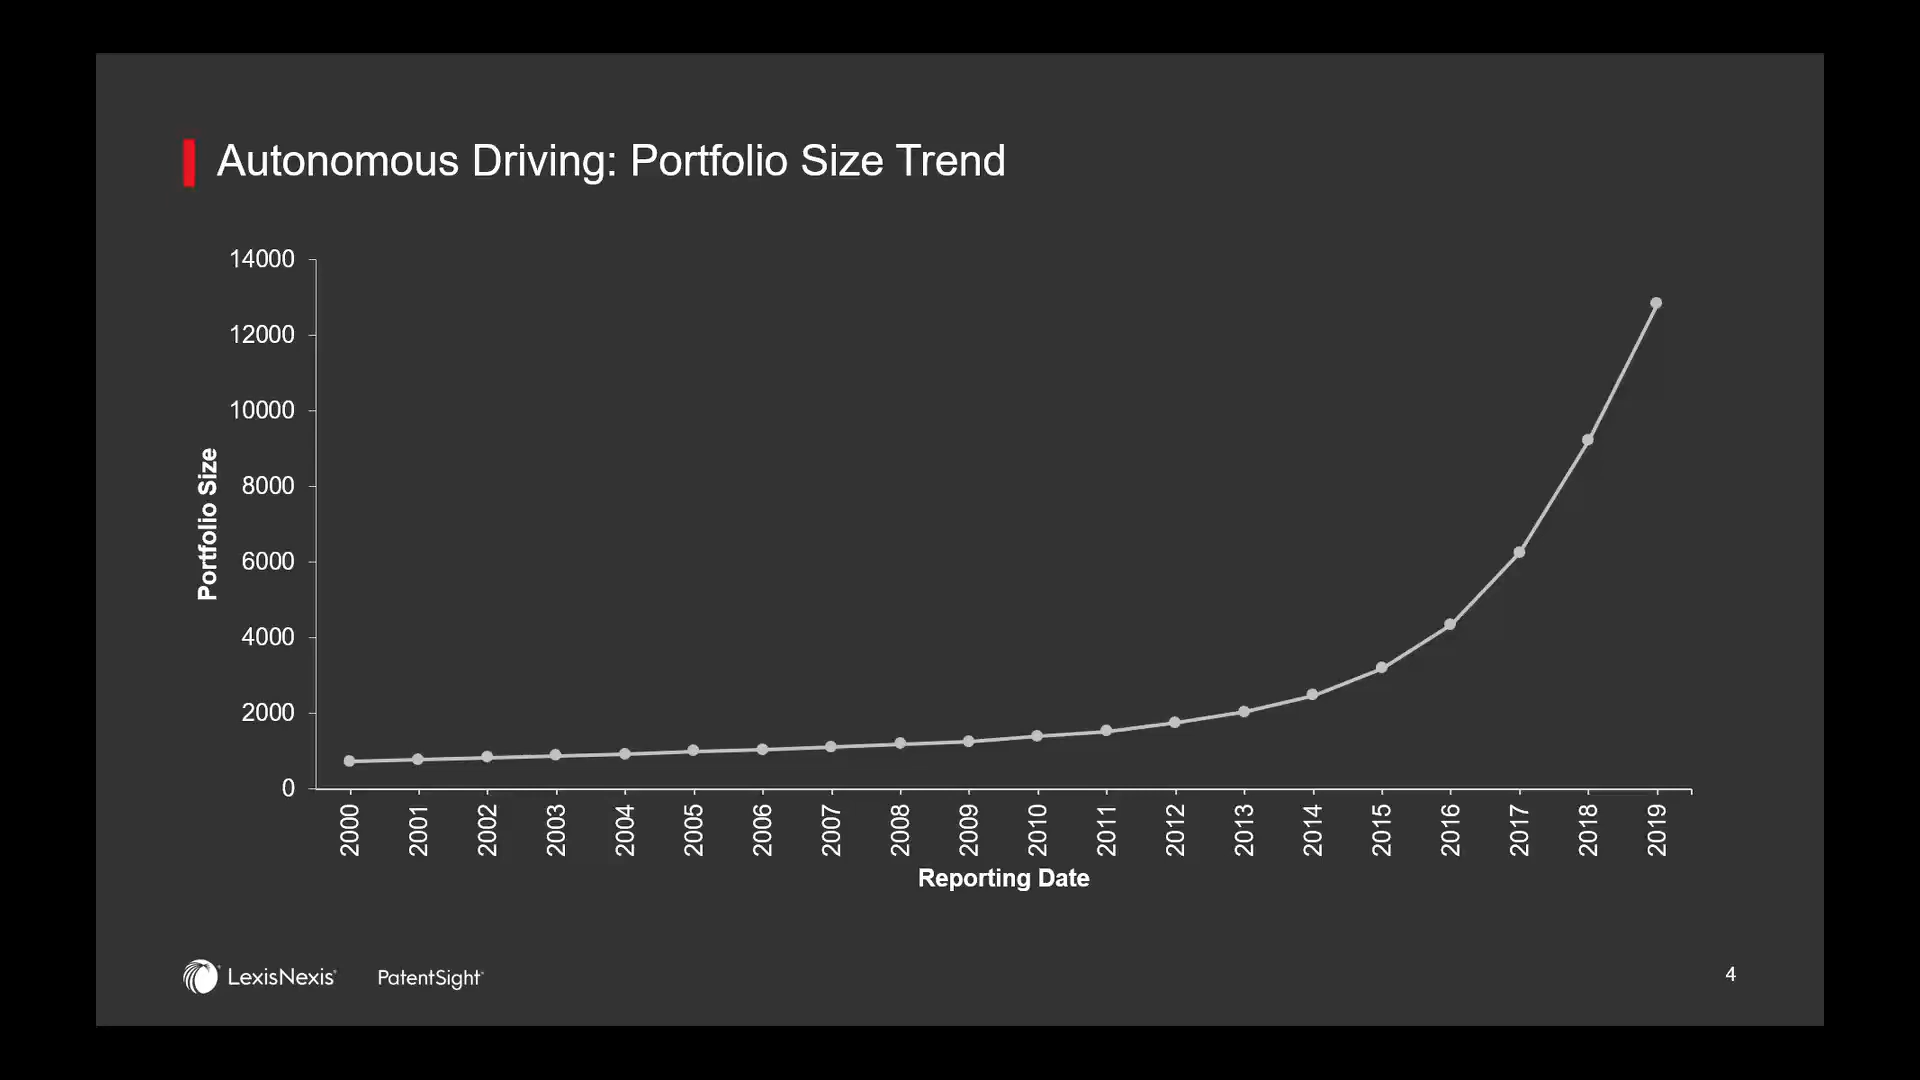 Autonomous Driving: Portfolio Size Trend
14000
12000
10000
8000
6000
4000
2000
0
Portfolio Size
2000 2001 2002 2003 2004 2005 2006 2007 2008 2009 2010 2011 2012 2013 2014 2015 2016 2017 2018 2019
Reporting Date
LexisNexis PatentSight
4